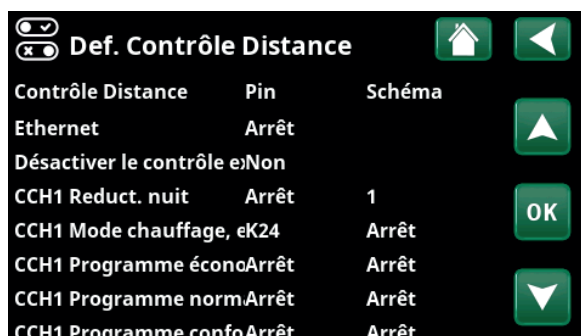 Def. Contrôle Distance
Contrôle Distance Pin Schéma
Ethernet Arrêt
Désactiver le contrôle ex Non
CCH1 Reduct. nuit Arrêt 1
OK
CCH1 Mode chauffage, e K24 Arrêt
CCH1 Programme écono Arrêt Arrêt
CCH1 Programme norm Arrêt Arrêt
CCH1 Programme confo Arrêt Arrêt